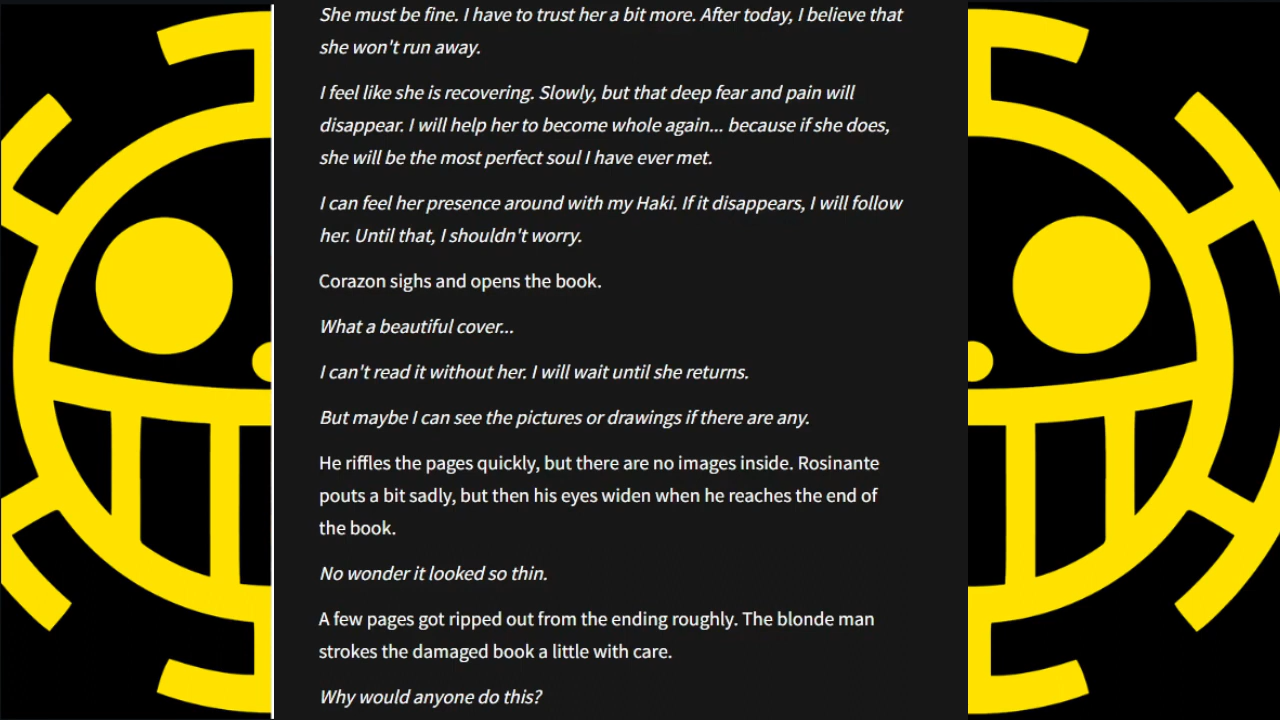 She must be fine. I have to trust her a bit more. After today, I believe that
she won't run away.
I feel like she is recovering. Slowly, but that deep fear and pain will
disappear. I will help her to become whole again... because if she does,
she will be the most perfect soul I have ever met.
I can feel her presence around with my Haki. If it disappears, I will follow
her. Until that, I shouldn't worry.
Corazon sighs and opens the book.
What a beautiful cover...
I can't read it without her. I will wait until she returns.
But maybe I can see the pictures or drawings if there are any.
He riffles the pages quickly, but there are no images inside. Rosinante
pouts a bit sadly, but then his eyes widen when he reaches the end of
the book.
No wonder it looked so thin.
A few pages got ripped out from the ending roughly. The blonde man
strokes the damaged book a little with care.
Why would anyone do this?